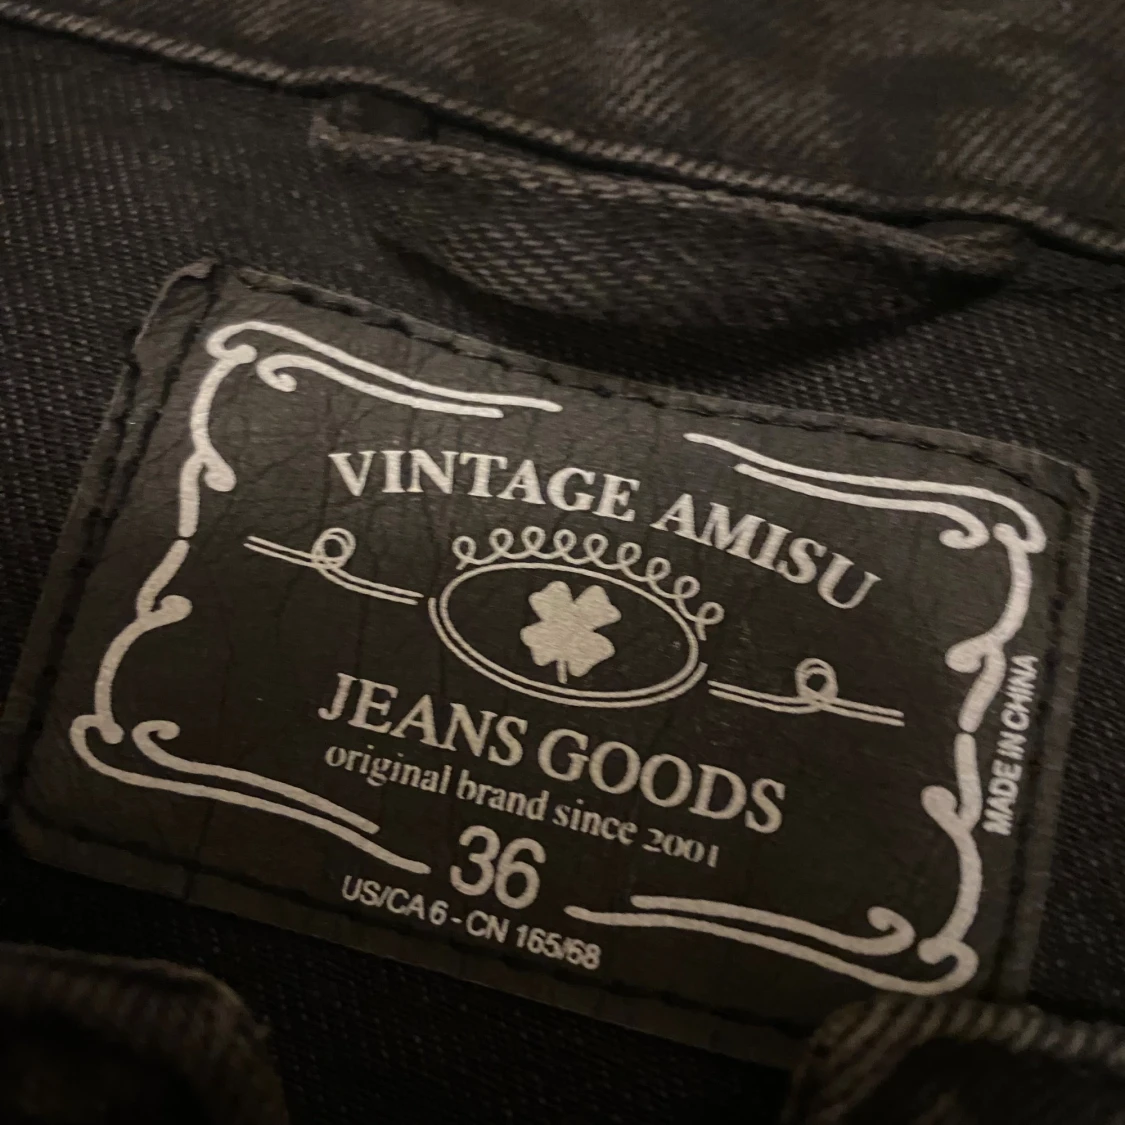 VINTAGE AMISU
JEANS GOODS
original brand since 2001
36
US/CA 6 - CN 165/68
MADE IN CHINA